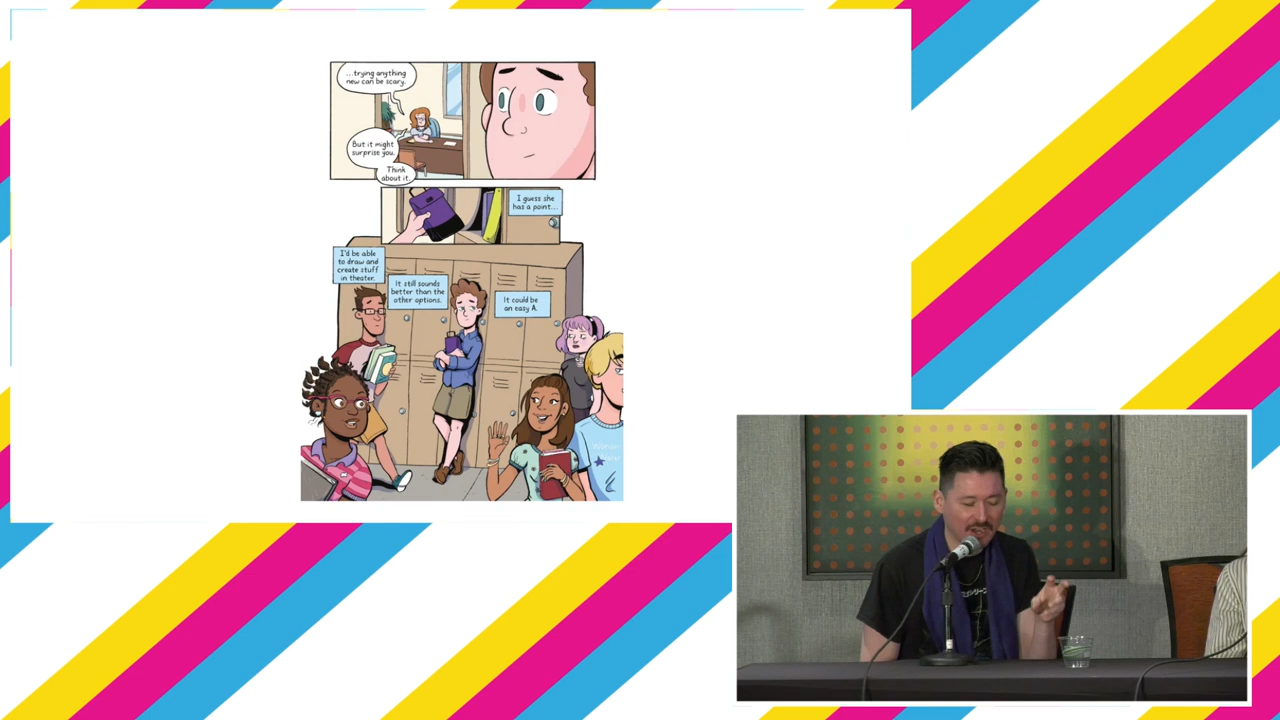 ...trying anything
new can be scary.
But it might
surprise you.
Think
about it.
I guess she
has a point...
I'd be able
to draw and
create stuff
in theater.
It still sounds
better than the
other options.
It could be
an easy A.